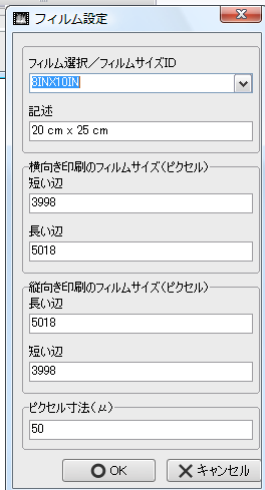 フィルム設定
フィルム選択／フィルムサイズID
8INX10IN
記述
20 cm x 25 cm
横向き印刷のフィルムサイズ(ピクセル)
短い辺
3998
長い辺
5018
縦向き印刷のフィルムサイズ(ピクセル)
長い辺
5018
短い辺
3998
ピクセル寸法(μ)
50
OK
キャンセル